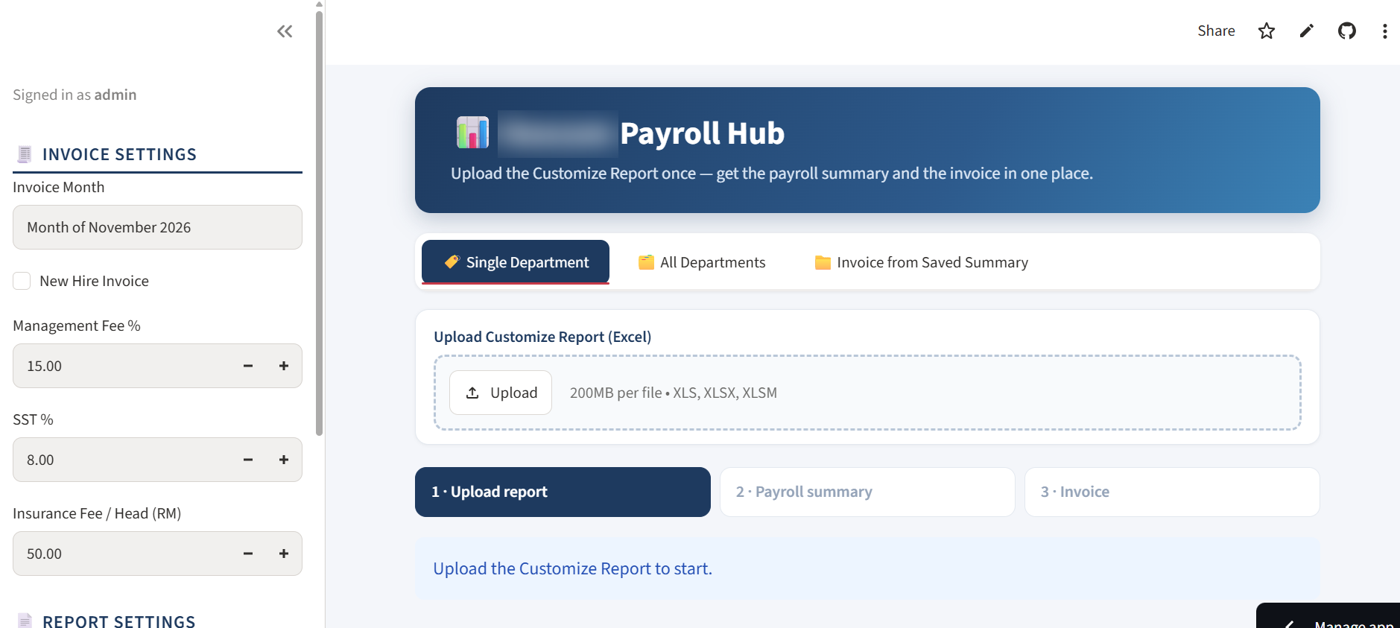 Share
Signed in as admin
INVOICE SETTINGS
Invoice Month
Month of November 2026
New Hire Invoice
Management Fee %
15.00
SST %
8.00
Insurance Fee / Head (RM)
50.00
REPORT SETTINGS
Payroll Hub
Upload the Customize Report once — get the payroll summary and the invoice in one place.
Single Department
All Departments
Invoice from Saved Summary
Upload Customize Report (Excel)
Upload
200MB per file • XLS, XLSX, XLSM
1 · Upload report
2 · Payroll summary
3 · Invoice
Upload the Customize Report to start.
Manage app